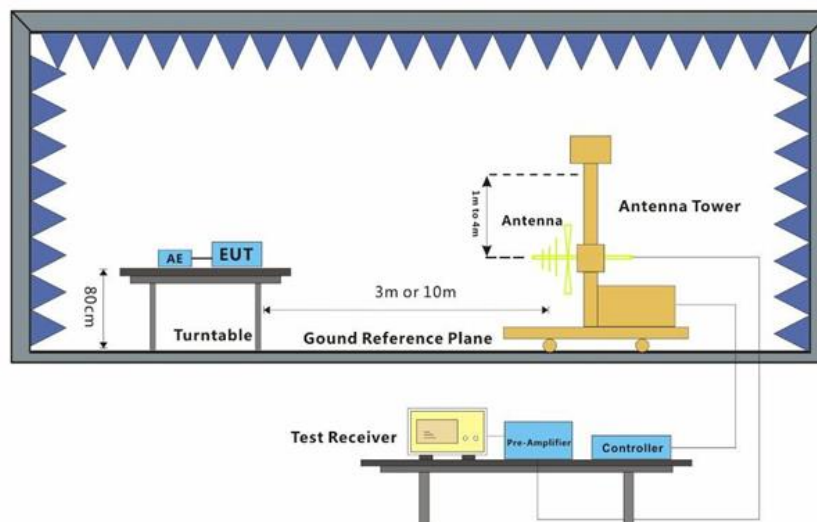 1m to 4m
Antenna
Antenna Tower
AE
EUT
80cm
3m or 10m
Turntable
Gound Reference Plane
Test Receiver
Pre-Amplifier
Controller